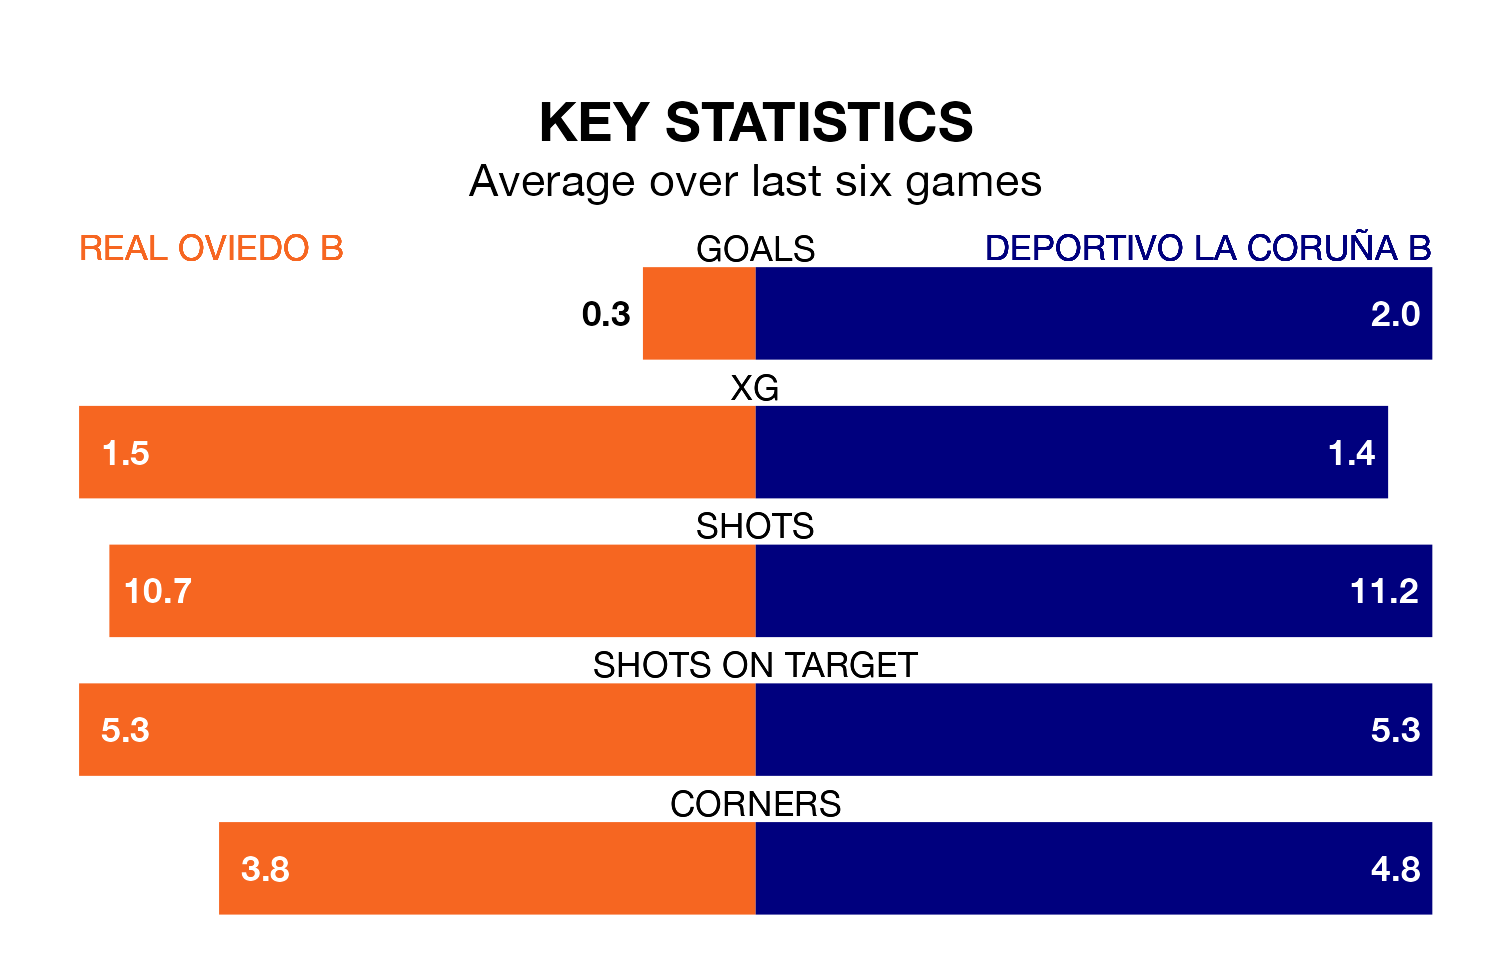 KEY STATISTICS
Average over last six games
REAL OVIEDO B
GOALS
DEPORTIVO LA CORUÑA B
0.3
2.0
XG
1.5
1.4
SHOTS
10.7
11.2
SHOTS ON TARGET
5.3
5.3
CORNERS
3.8
4.8